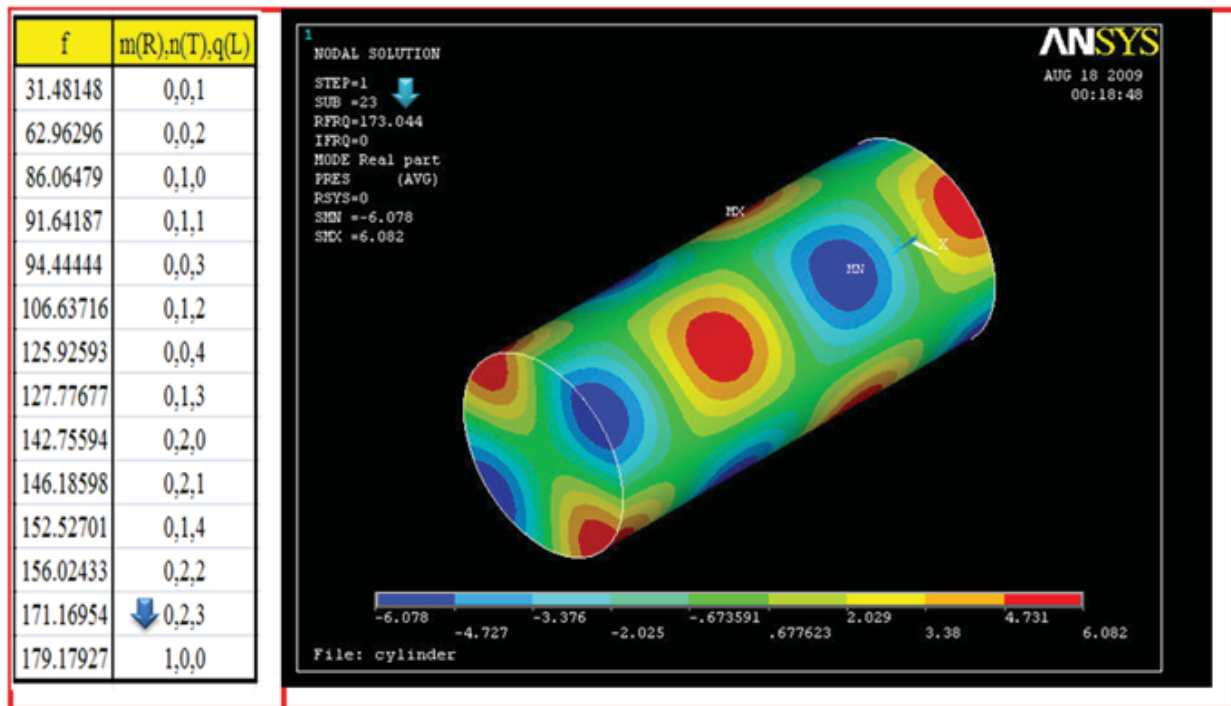 f m(R),n(T),q(L)
31.48148 0,0,1
62.96296 0,0,2
86.06479 0,1,0
91.64187 0,1,1
94.44444 0,0,3
106.63716 0,1,2
125.92593 0,0,4
127.77677 0,1,3
142.75594 0,2,0
146.18598 0,2,1
152.52701 0,1,4
156.02433 0,2,2
171.16954 0,2,3
179.17927 1,0,0
1
NODAL SOLUTION
STEP=1
SUB =23
RFRQ=173.044
IFRQ=0
MODE Real part
PRES (AVG)
RSYS=0
SMN =-6.078
SMX =6.082
ANSYS
AUG 18 2009
00:18:48
MX
Y
X
MN
-6.078 -3.376 -.673591 2.029 4.731
-4.727 -2.025 .677623 3.38 6.082
File: cylinder